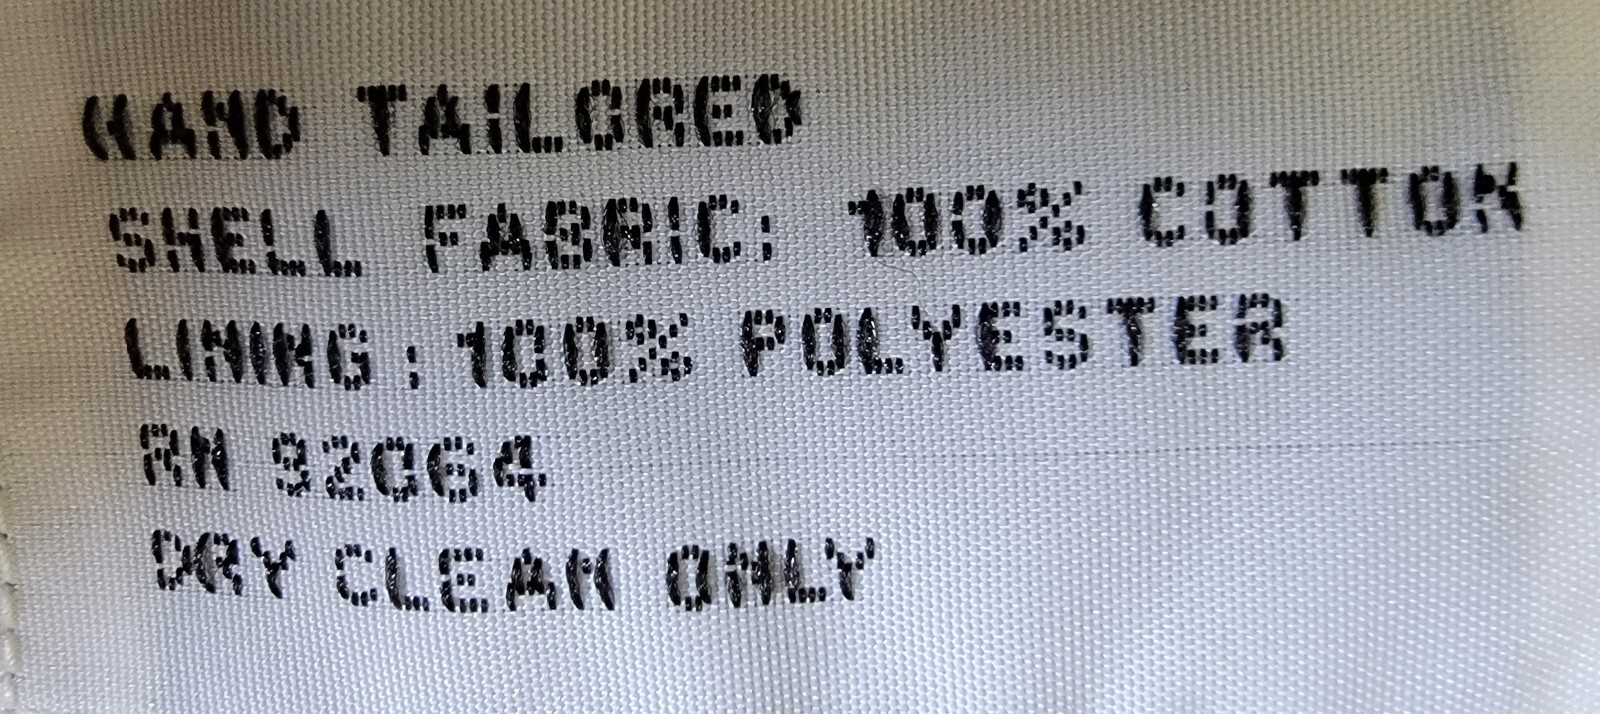 HAND TAILORED
SHELL FABRIC: 100% COTTON
LINING: 100% POLYESTER
RN 92064
DRY CLEAN ONLY